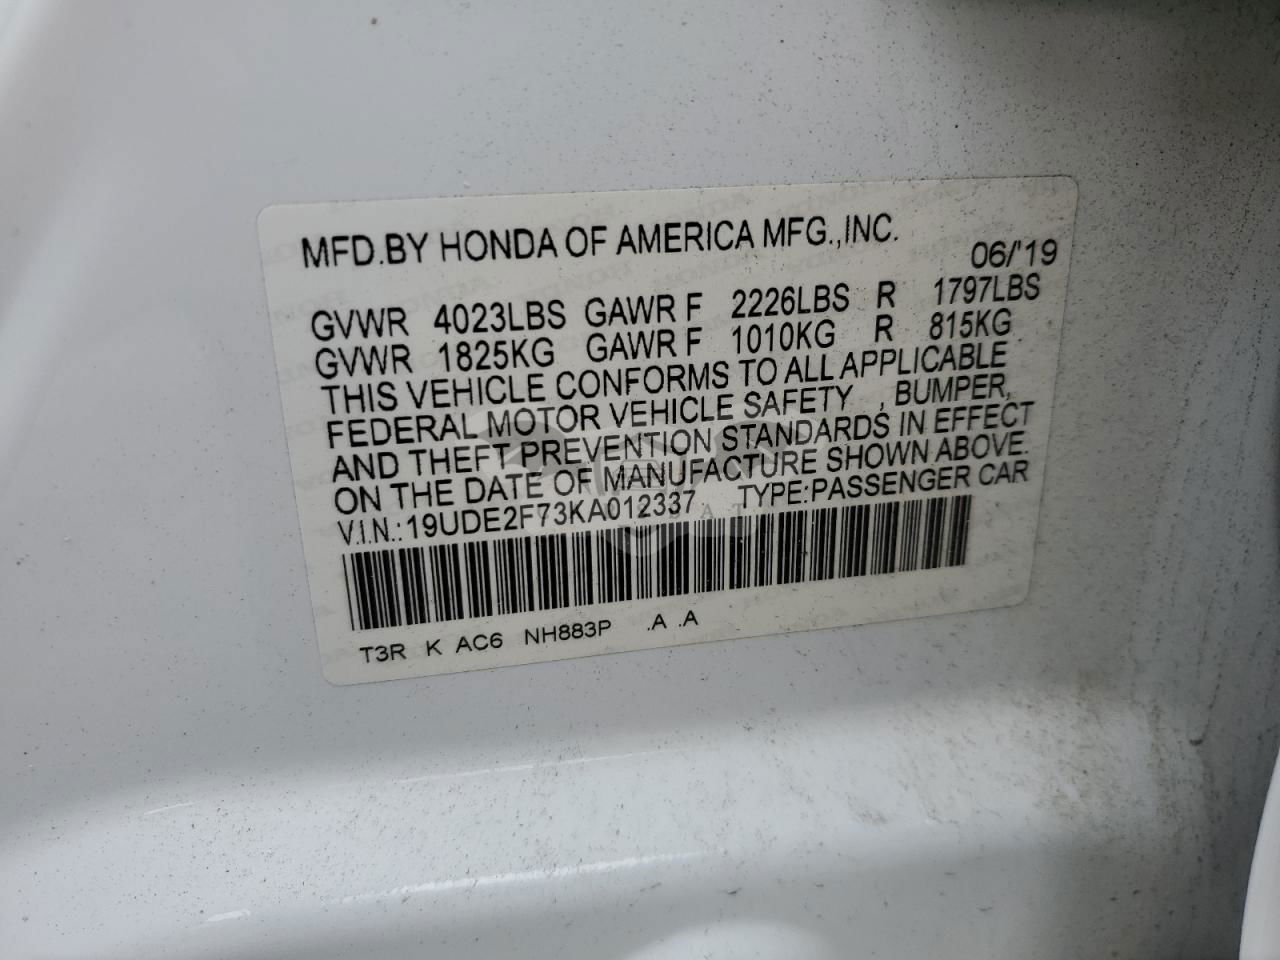 MFD.BY HONDA OF AMERICA MFG.,INC.
06/'19
GVWR 4023LBS GAWR F 2226LBS R 1797LBS
GVWR 1825KG GAWR F 1010KG R 815KG
THIS VEHICLE CONFORMS TO ALL APPLICABLE
FEDERAL MOTOR VEHICLE SAFETY , BUMPER,
AND THEFT PREVENTION STANDARDS IN EFFECT
ON THE DATE OF MANUFACTURE SHOWN ABOVE.
V.I.N.:19UDE2F73KA012337 TYPE:PASSENGER CAR
T3R K AC6 NH883P .A .A